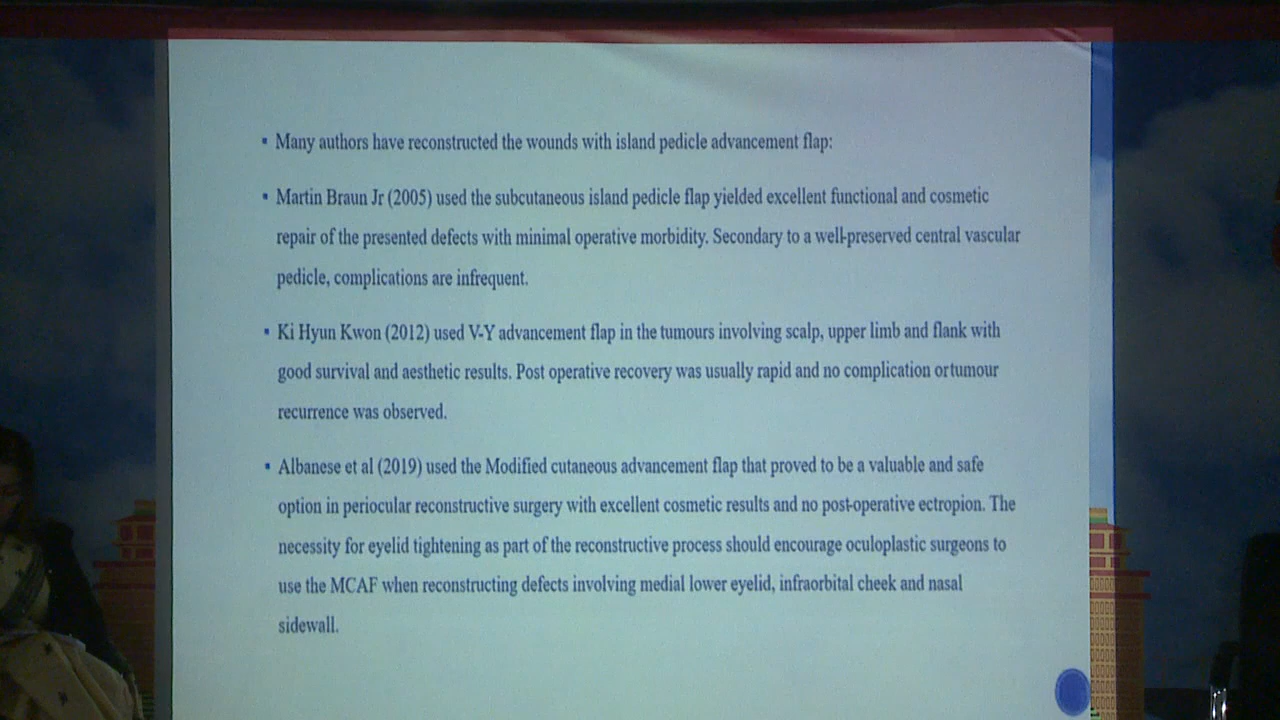 ▪ Many authors have reconstructed the wounds with island pedicle advancement flap:
▪ Martin Braun Jr (2005) used the subcutaneous island pedicle flap yielded excellent functional and cosmetic
repair of the presented defects with minimal operative morbidity. Secondary to a well-preserved central vascular
pedicle, complications are infrequent.
▪ Ki Hyun Kwon (2012) used V-Y advancement flap in the tumours involving scalp, upper limb and flank with
good survival and aesthetic results. Post operative recovery was usually rapid and no complication ortumour
recurrence was observed.
▪ Albanese et al (2019) used the Modified cutaneous advancement flap that proved to be a valuable and safe
option in periocular reconstructive surgery with excellent cosmetic results and no post-operative ectropion. The
necessity for eyelid tightening as part of the reconstructive process should encourage oculoplastic surgeons to
use the MCAF when reconstructing defects involving medial lower eyelid, infraorbital cheek and nasal
sidewall.